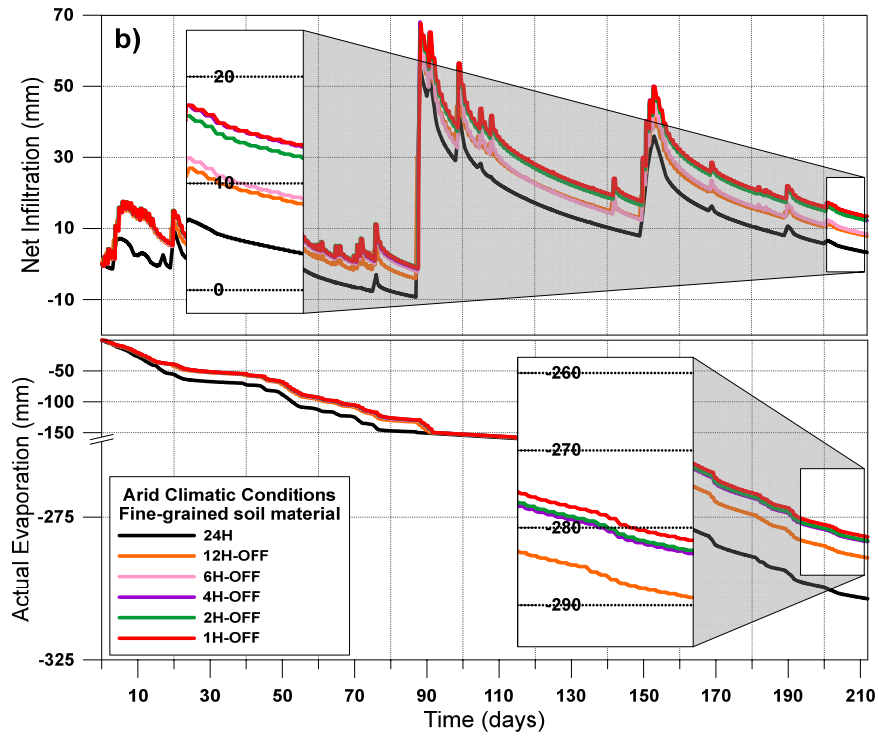 b)
Net Infiltration (mm)
70
50
30
10
-10
20
10
0
Actual Evaporation (mm)
-50
-100
-150
-275
-325
-260
-270
-280
-290
Arid Climatic Conditions
Fine-grained soil material
24H
12H-OFF
6H-OFF
4H-OFF
2H-OFF
1H-OFF
10 30 50 70 90 110 130 150 170 190 210
Time (days)